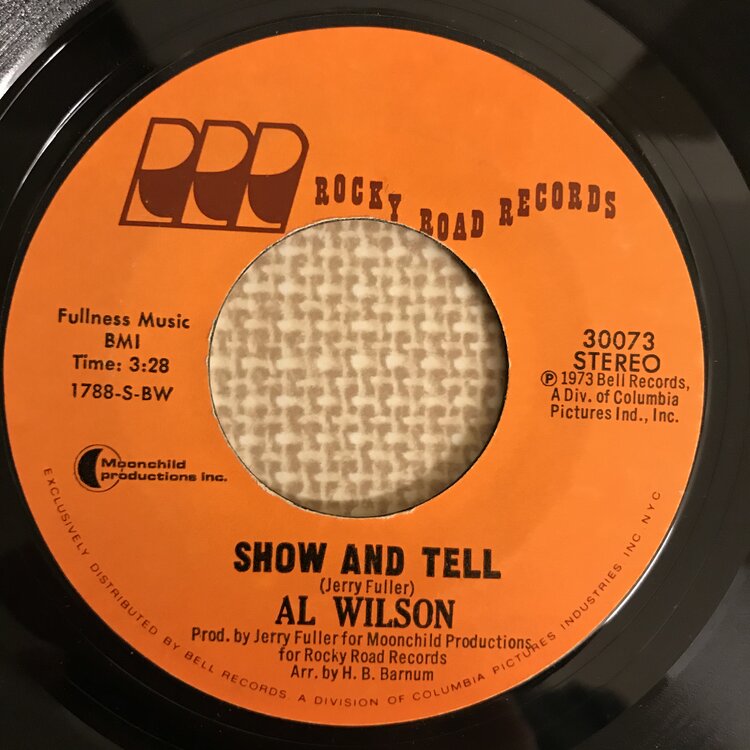 RRR
ROCKY ROAD RECORDS
Fullness Music
BMI
Time: 3:28
1788-S-BW
30073
STEREO
℗ 1973 Bell Records,
A Div. of Columbia
Pictures Ind., Inc.
Moonchild
productions inc.
SHOW AND TELL
(Jerry Fuller)
AL WILSON
Prod. by Jerry Fuller for Moonchild Productions
for Rocky Road Records
Arr. by H. B. Barnum
EXCLUSIVELY DISTRIBUTED BY BELL RECORDS. A DIVISION OF COLUMBIA PICTURES INDUSTRIES INC. NYC